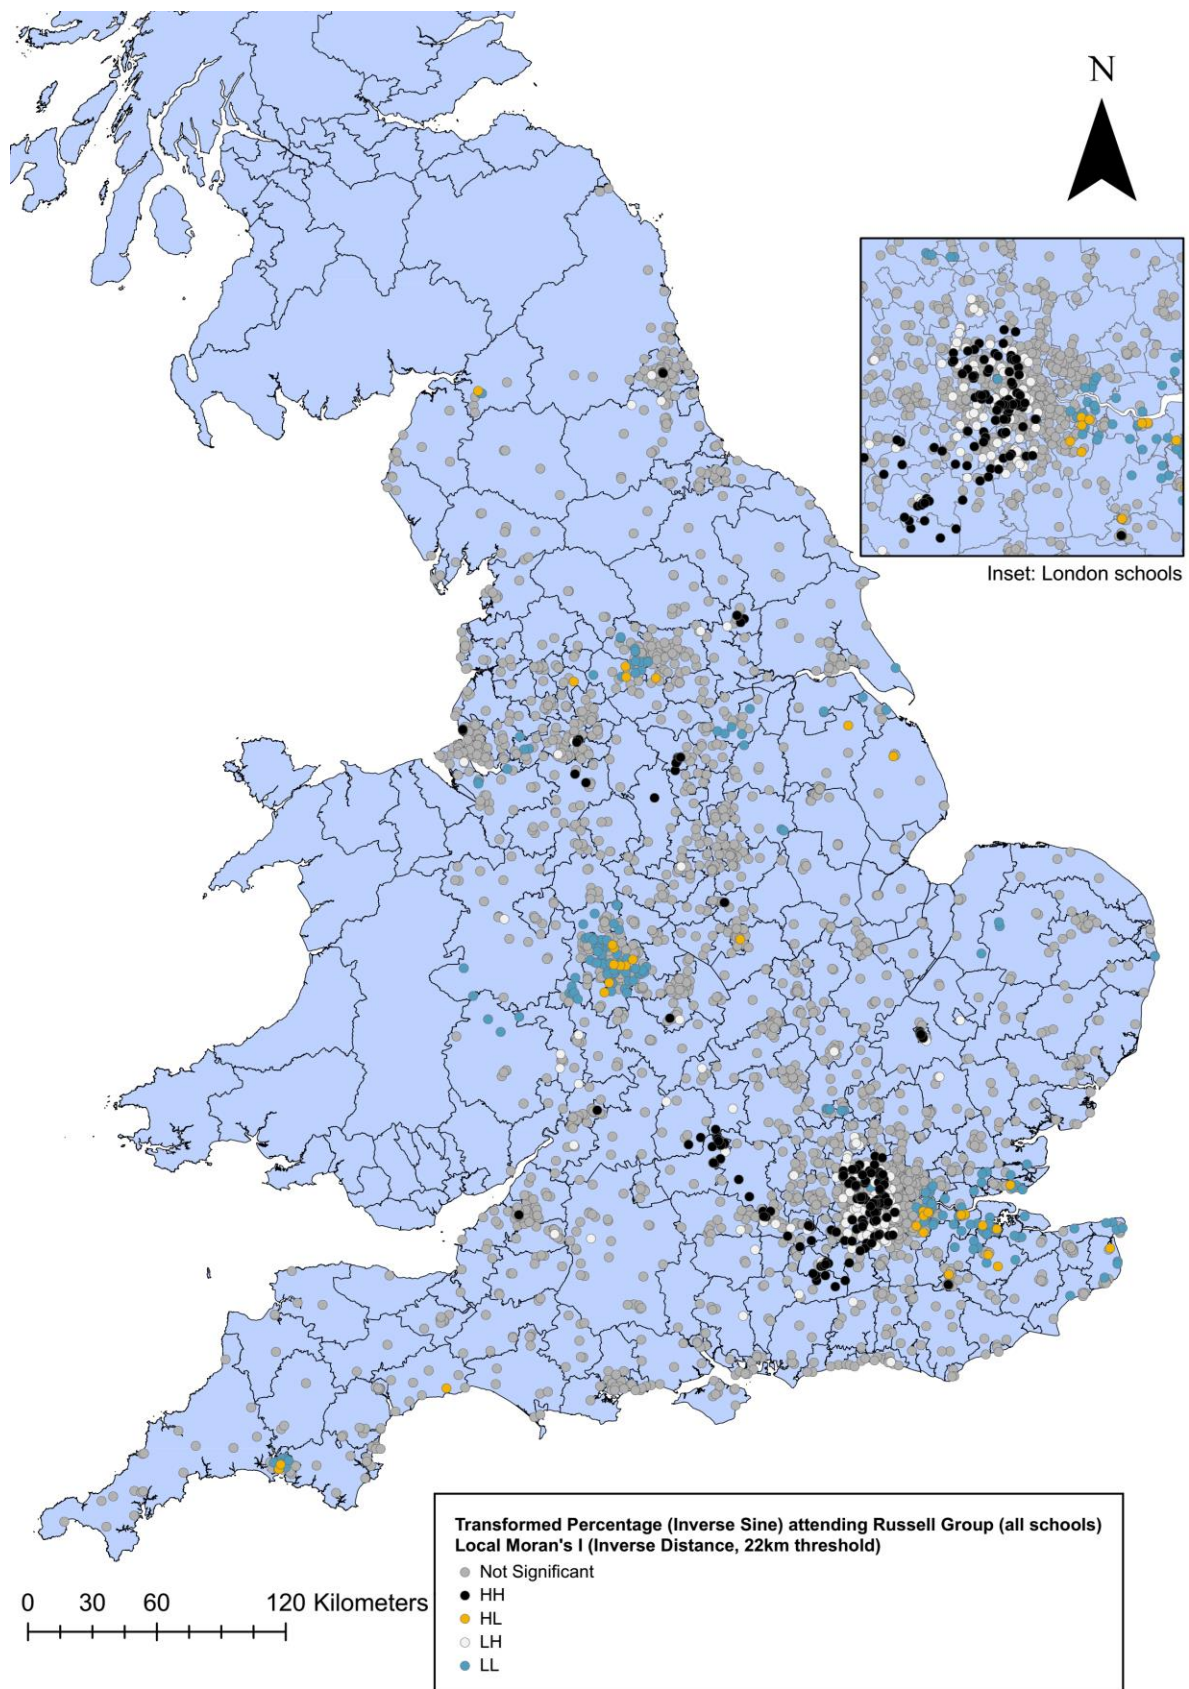 N
Inset: London schools
Transformed Percentage (Inverse Sine) attending Russell Group (all schools)
Local Moran's I (Inverse Distance, 22km threshold)
Not Significant
HH
HL
LH
LL
0 30 60 120 Kilometers